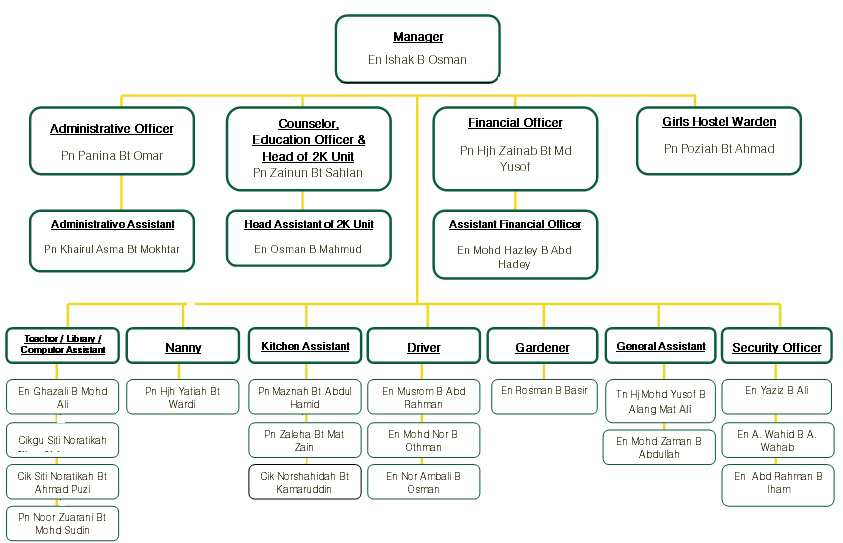 Manager
En Ishak B Osman
Administrative Officer
Pn Panina Bt Omar
Counselor,
Education Officer &
Head of 2K Unit
Pn Zainun Bt Sahlan
Financial Officer
Pn Hjh Zainab Bt Md
Yusof
Girls Hostel Warden
Pn Poziah Bt Ahmad
Administrative Assistant
Pn Khairul Asma Bt Mokhtar
Head Assistant of 2K Unit
En Osman B Mahmud
Assistant Financial Officer
En Mohd Hazley B Abd
Hadey
Teacher / Library /
Computer Assistant
Nanny
Kitchen Assistant
Driver
Gardener
General Assistant
Security Officer
En Ghazali B Mohd
Ali
Cikgu Siti Noratikah
Cik Siti Noratikah Bt
Ahmad Puzi
Pn Noor Zuarani Bt
Mohd Sudin
Pn Hjh Yatiah Bt
Wardi
Pn Maznah Bt Abdul
Hamid
Pn Zaleha Bt Mat
Zain
Cik Norshahidah Bt
Kamaruddin
En Musrom B Abd
Rahman
En Mohd Nor B
Othman
En Nor Ambali B
Osman
En Rosman B Basir
Tn Hj Mohd Yusof B
Alang Mat Ali
En Mohd Zaman B
Abdullah
En Yaziz B Ali
En A. Wahid B A.
Wahab
En Abd Rahman B
Ilham